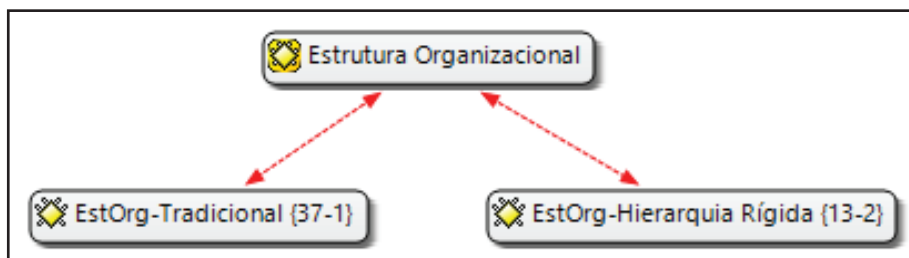 Estrutura Organizacional
EstOrg-Tradicional {37-1}
EstOrg-Hierarquia Rígida {13-2}